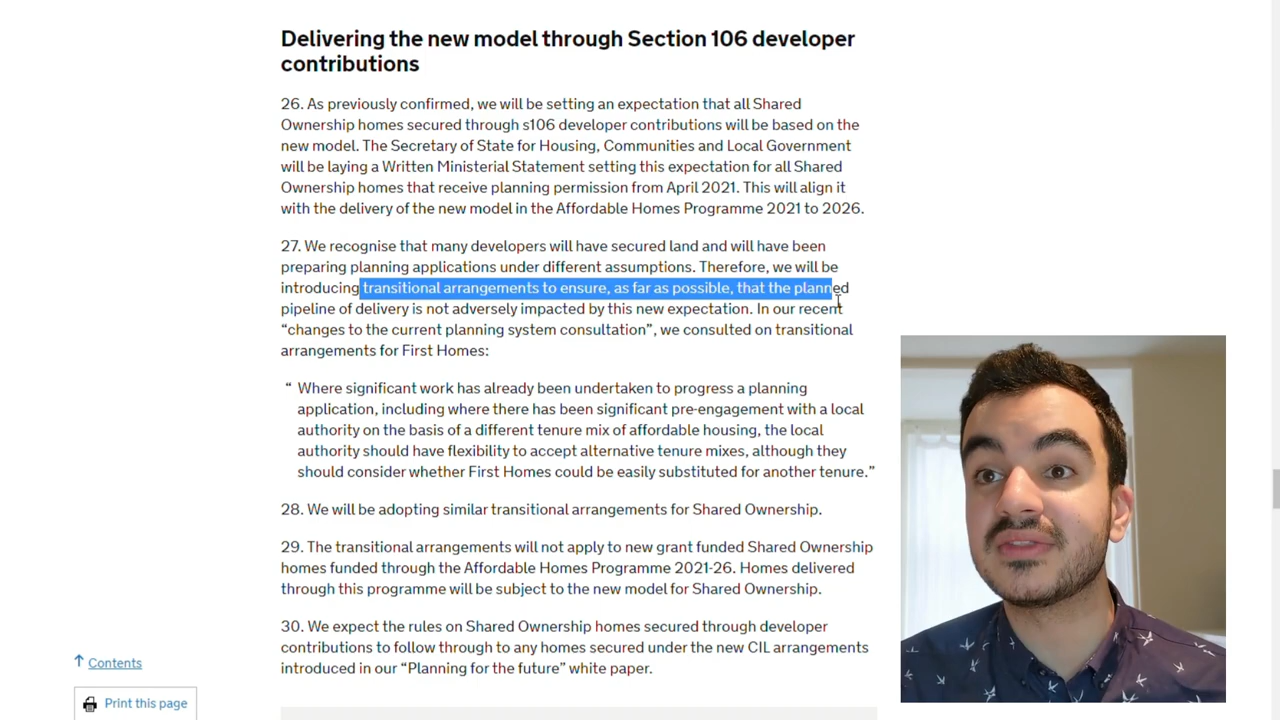 Delivering the new model through Section 106 developer
contributions
26. As previously confirmed, we will be setting an expectation that all Shared
Ownership homes secured through s106 developer contributions will be based on the
new model. The Secretary of State for Housing, Communities and Local Government
will be laying a Written Ministerial Statement setting this expectation for all Shared
Ownership homes that receive planning permission from April 2021. This will align it
with the delivery of the new model in the Affordable Homes Programme 2021 to 2026.
27. We recognise that many developers will have secured land and will have been
preparing planning applications under different assumptions. Therefore, we will be
introducing transitional arrangements to ensure, as far as possible, that the planned
pipeline of delivery is not adversely impacted by this new expectation. In our recent
“changes to the current planning system consultation”, we consulted on transitional
arrangements for First Homes:
“ Where significant work has already been undertaken to progress a planning
application, including where there has been significant pre-engagement with a local
authority on the basis of a different tenure mix of affordable housing, the local
authority should have flexibility to accept alternative tenure mixes, although they
should consider whether First Homes could be easily substituted for another tenure.”
28. We will be adopting similar transitional arrangements for Shared Ownership.
29. The transitional arrangements will not apply to new grant funded Shared Ownership
homes funded through the Affordable Homes Programme 2021-26. Homes delivered
through this programme will be subject to the new model for Shared Ownership.
30. We expect the rules on Shared Ownership homes secured through developer
contributions to follow through to any homes secured under the new CIL arrangements
introduced in our “Planning for the future” white paper.
↑ Contents
Print this page